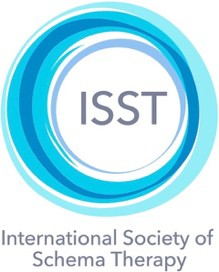 ISST
International Society of
Schema Therapy